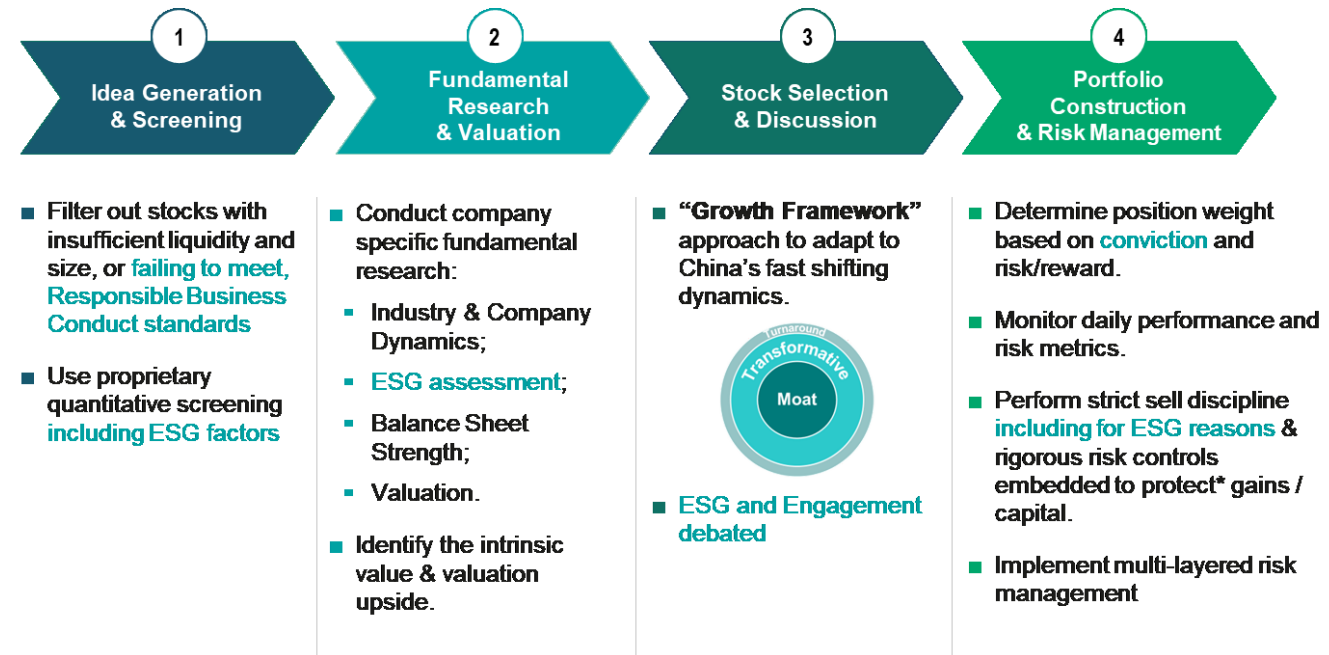 1
Idea Generation
& Screening
2
Fundamental
Research
& Valuation
3
Stock Selection
& Discussion
4
Portfolio
Construction
& Risk Management
Filter out stocks with
insufficient liquidity and
size, or failing to meet,
Responsible Business
Conduct standards
Use proprietary
quantitative screening
including ESG factors
Conduct company
specific fundamental
research:
Industry & Company
Dynamics;
ESG assessment;
Balance Sheet
Strength;
Valuation.
Identify the intrinsic
value & valuation
upside.
“Growth Framework”
approach to adapt to
China’s fast shifting
dynamics.
Turnaround
Transformative
Moat
ESG and Engagement
debated
Determine position weight
based on conviction and
risk/reward.
Monitor daily performance and
risk metrics.
Perform strict sell discipline
including for ESG reasons &
rigorous risk controls
embedded to protect* gains /
capital.
Implement multi-layered risk
management